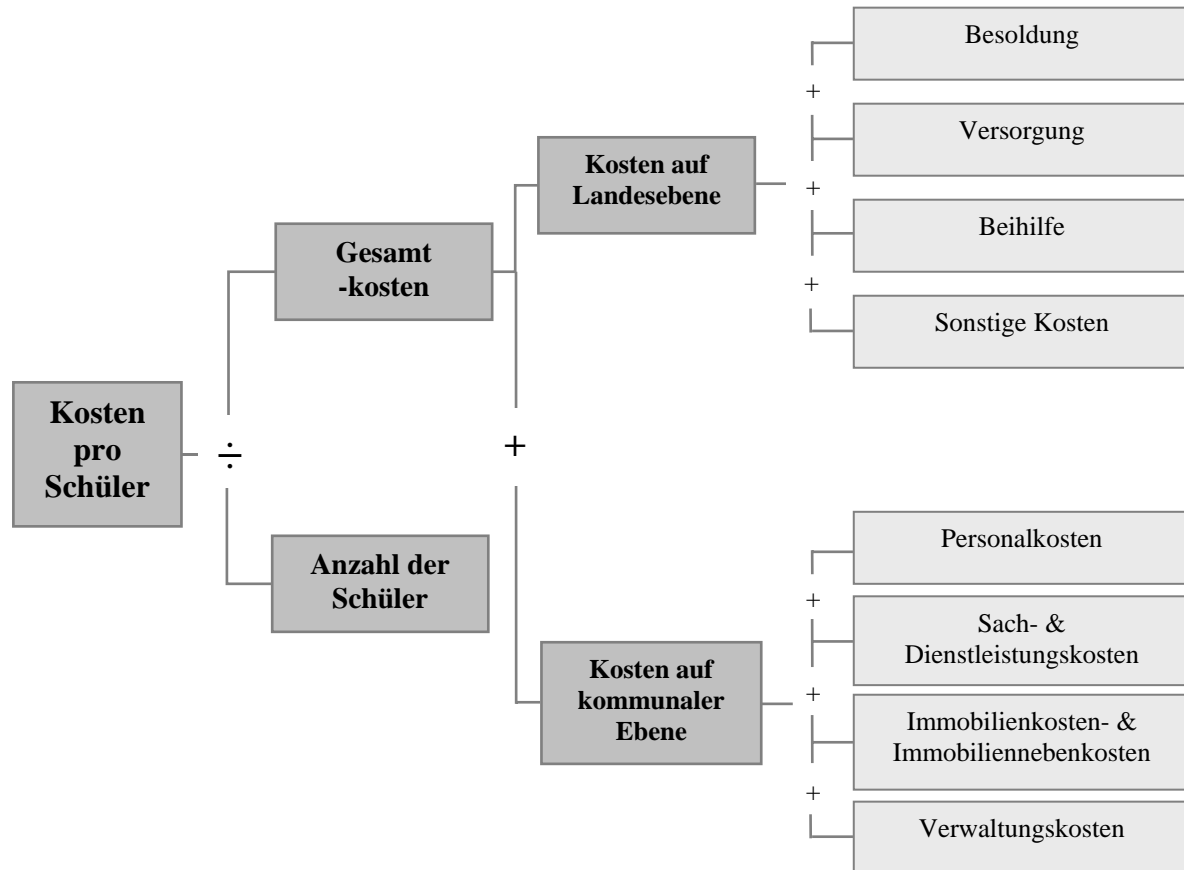 Besoldung
+
Versorgung
+
Beihilfe
+
Sonstige Kosten
Kosten auf
Landesebene
Gesamt
-kosten
Kosten
pro
Schüler
÷
+
Anzahl der
Schüler
Kosten auf
kommunaler
Ebene
Personalkosten
+
Sach- &
Dienstleistungskosten
+
Immobilienkosten- &
Immobiliennebenkosten
+
Verwaltungskosten